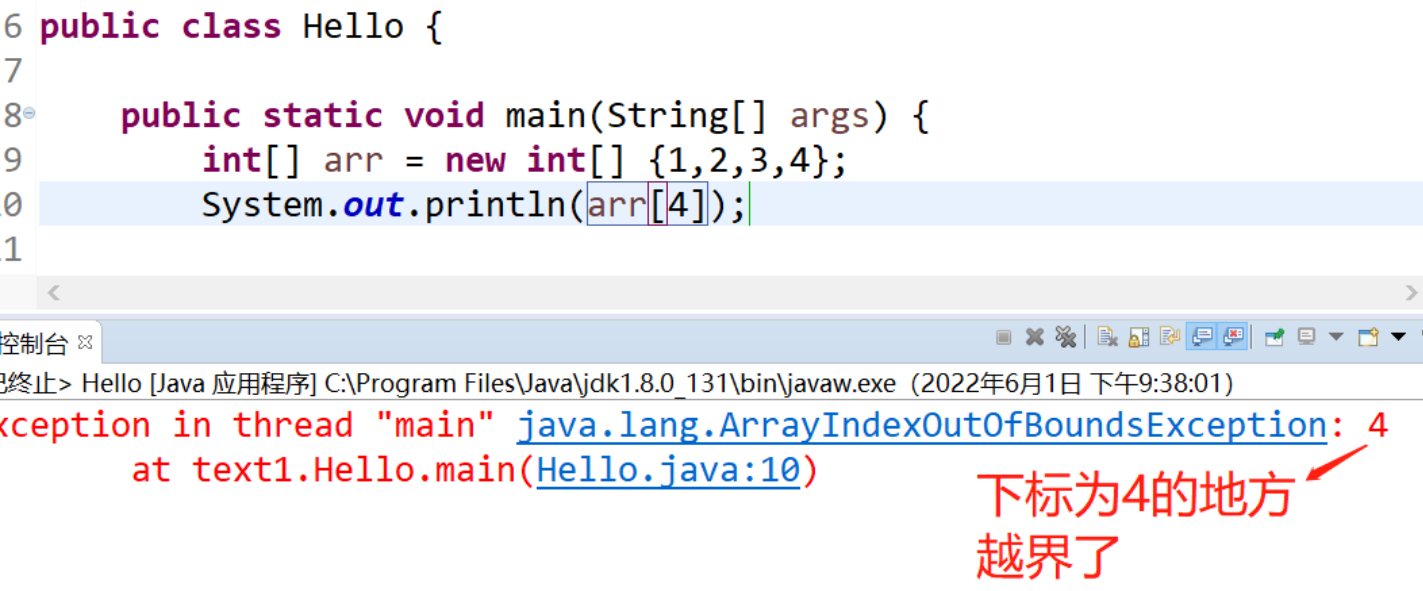 6 public class Hello {
7
8 public static void main(String[] args) {
9 int[] arr = new int[] {1,2,3,4};
0 System.out.println(arr[4]);
1
控制台
终止> Hello [Java 应用程序] C:\Program Files\Java\jdk1.8.0_131\bin\javaw.exe (2022年6月1日 下午9:38:01)
xception in thread "main" java.lang.ArrayIndexOutOfBoundsException: 4
at text1.Hello.main(Hello.java:10)
下标为4的地方
越界了